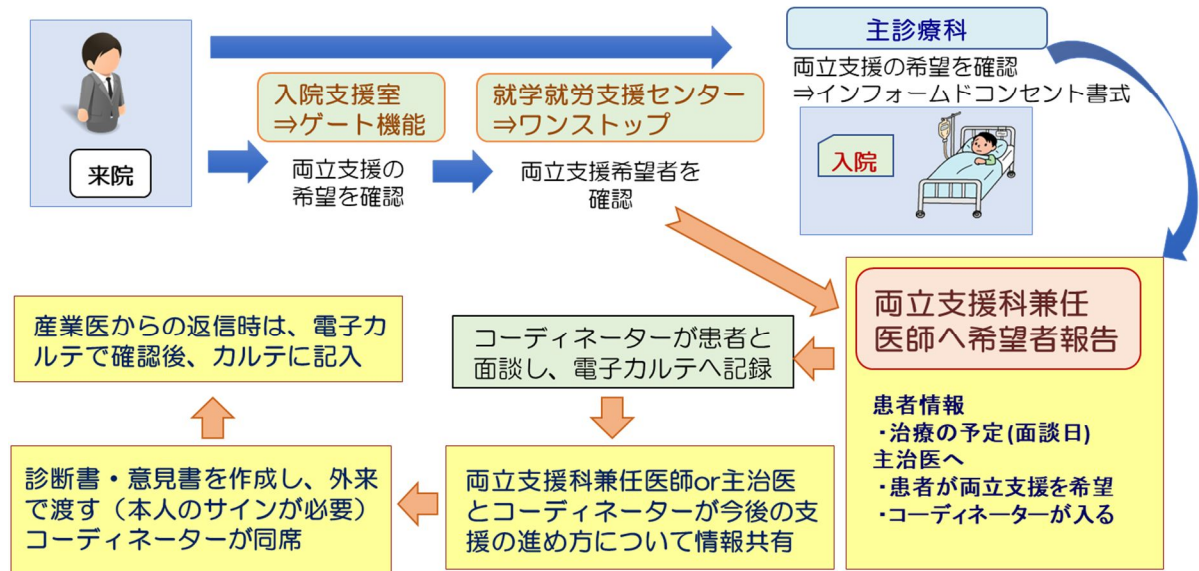 来院
入院支援室
⇒ゲート機能
両立支援の
希望を確認
就学就労支援センター
⇒ワンストップ
両立支援希望者を
確認
主診療科
両立支援の希望を確認
⇒インフォームドコンセント書式
入院
両立支援科兼任
医師へ希望者報告
患者情報
・治療の予定(面談日)
主治医へ
・患者が両立支援を希望
・コーディネーターが入る
コーディネーターが患者と
面談し、電子カルテへ記録
両立支援科兼任医師or主治医
とコーディネーターが今後の支
援の進め方について情報共有
診断書・意見書を作成し、外来
で渡す（本人のサインが必要）
コーディネーターが同席
産業医からの返信時は、電子カ
ルテで確認後、カルテに記入